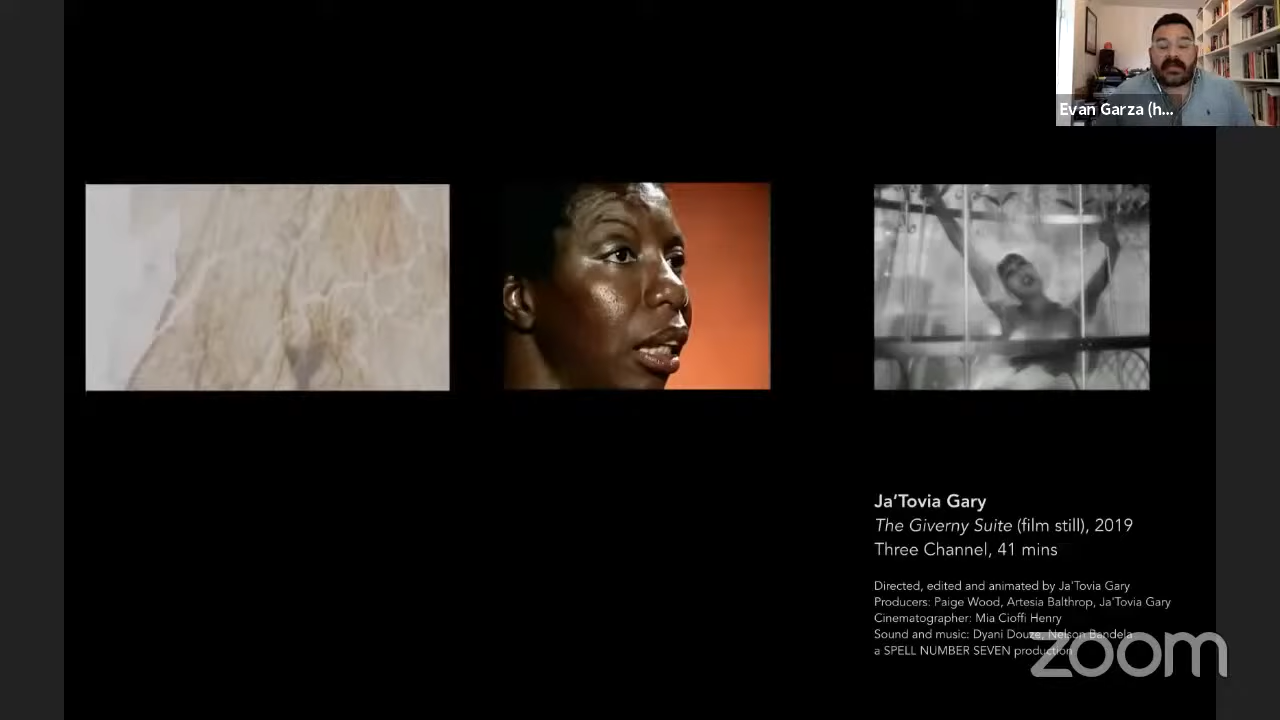 Evan Garza (h...
Ja'Tovia Gary
The Giverny Suite (film still), 2019
Three Channel, 41 mins
Directed, edited and animated by Ja'Tovia Gary
Producers: Paige Wood, Artesia Balthrop, Ja'Tovia Gary
Cinematographer: Mia Cioffi Henry
Sound and music: Dyani Douze, Nelson Bandela
a SPELL NUMBER SEVEN production
zoom